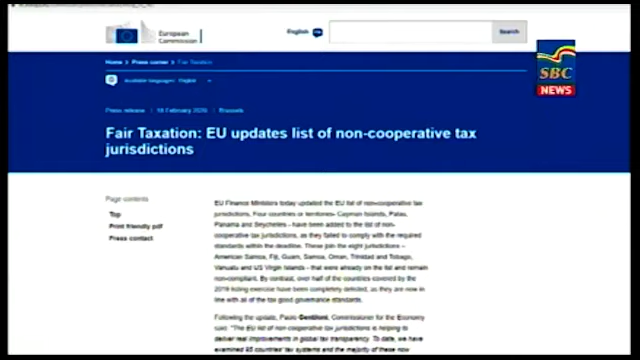 European
Commission
English
Search
SBC
NEWS
Home > Press corner > Fair Taxation
Available languages: English
Press release
18 February 2020
Brussels
Fair Taxation: EU updates list of non-cooperative tax
jurisdictions
Page contents
Top
Print friendly pdf
Press contact
EU Finance Ministers today updated the EU list of non-cooperative tax
jurisdictions. Four countries or territories– Cayman Islands, Palau,
Panama and Seychelles – have been added to the list of non-
cooperative tax jurisdictions, as they failed to comply with the required
standards within the deadline. These join the eight jurisdictions –
American Samoa, Fiji, Guam, Samoa, Oman, Trinidad and Tobago,
Vanuatu and US Virgin Islands – that were already on the list and remain
non-compliant. By contrast, over half of the countries covered by the
2019 listing exercise have been completely delisted, as they are now in
line with all of the tax good governance standards.
Following the update, Paolo Gentiloni, Commissioner for the Economy
said: "The EU list of non-cooperative tax jurisdictions is helping to
deliver real improvements in global tax transparency. To date, we have
examined 95 countries' tax systems and the majority of these now